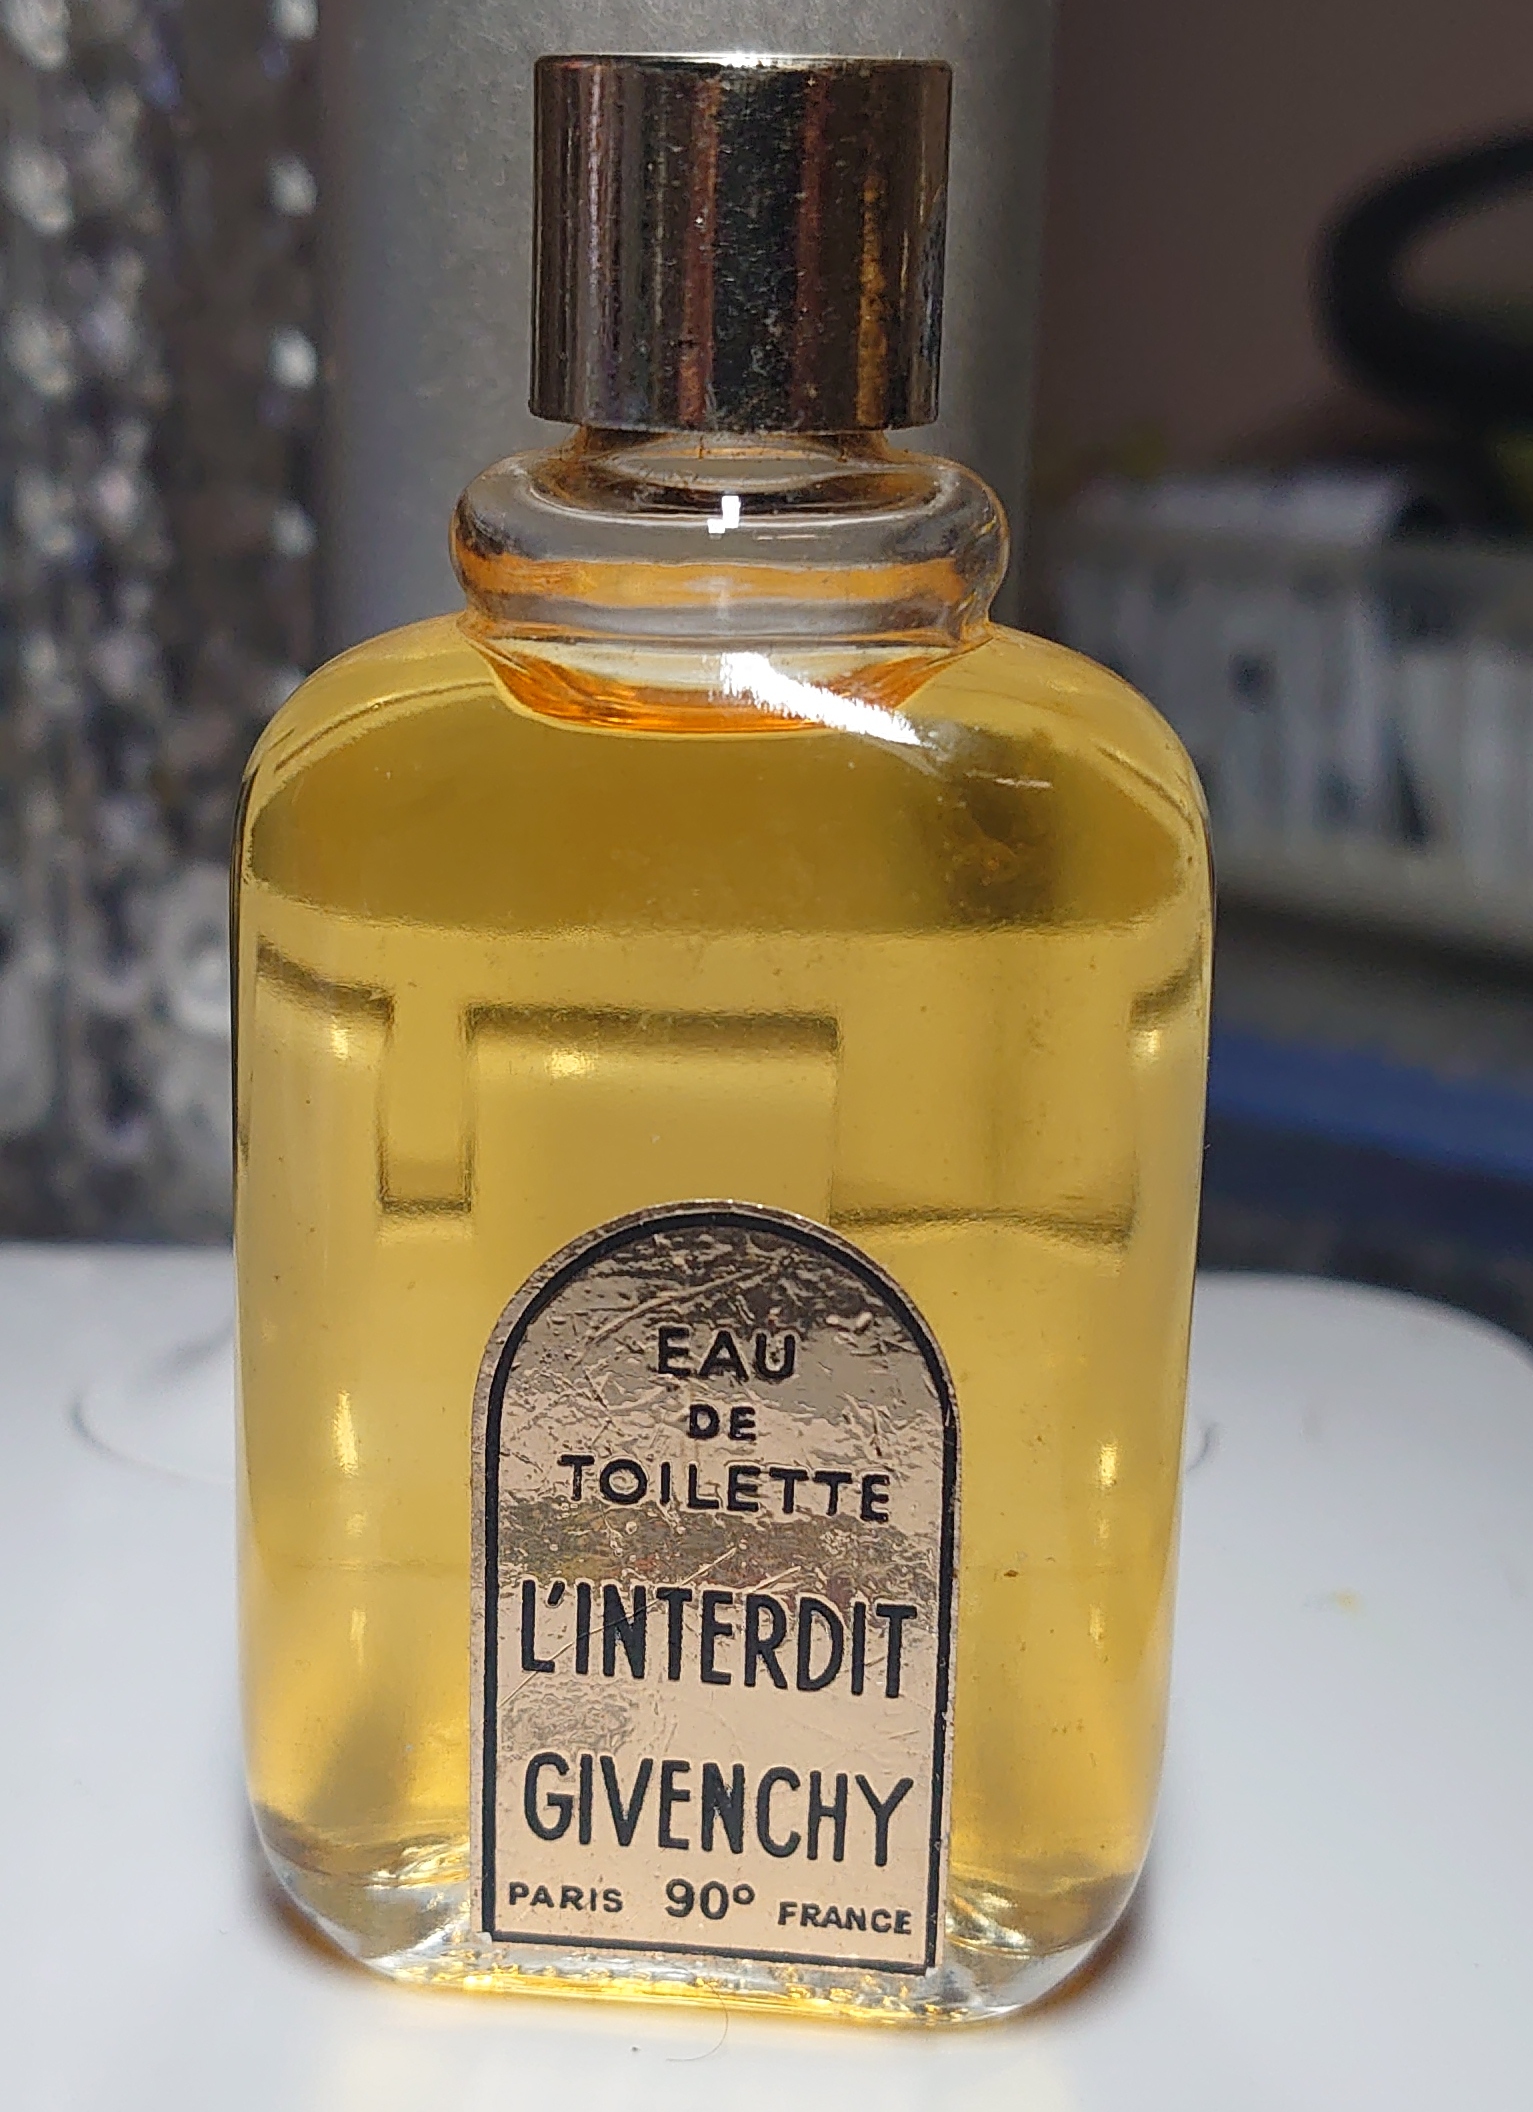 EAU
DE
TOILETTE
L'INTERDIT
GIVENCHY
PARIS 90° FRANCE